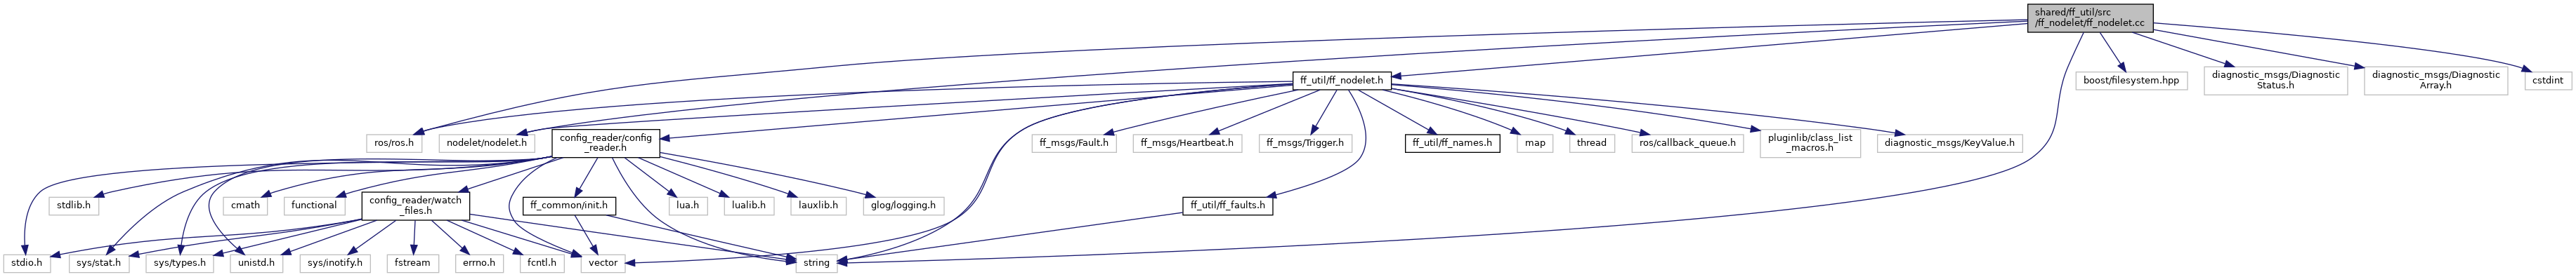 shared/ff_util/src
/ff_nodelet/ff_nodelet.cc
ff_util/ff_nodelet.h
boost/filesystem.hpp
diagnostic_msgs/Diagnostic
Status.h
diagnostic_msgs/Diagnostic
Array.h
cstdint
ros/ros.h
nodelet/nodelet.h
config_reader/config
_reader.h
ff_msgs/Fault.h
ff_msgs/Heartbeat.h
ff_msgs/Trigger.h
ff_util/ff_names.h
map
thread
ros/callback_queue.h
pluginlib/class_list
_macros.h
diagnostic_msgs/KeyValue.h
stdlib.h
cmath
functional
config_reader/watch
_files.h
ff_common/init.h
lua.h
lualib.h
lauxlib.h
glog/logging.h
ff_util/ff_faults.h
stdio.h
sys/stat.h
sys/types.h
unistd.h
sys/inotify.h
fstream
errno.h
fcntl.h
vector
string